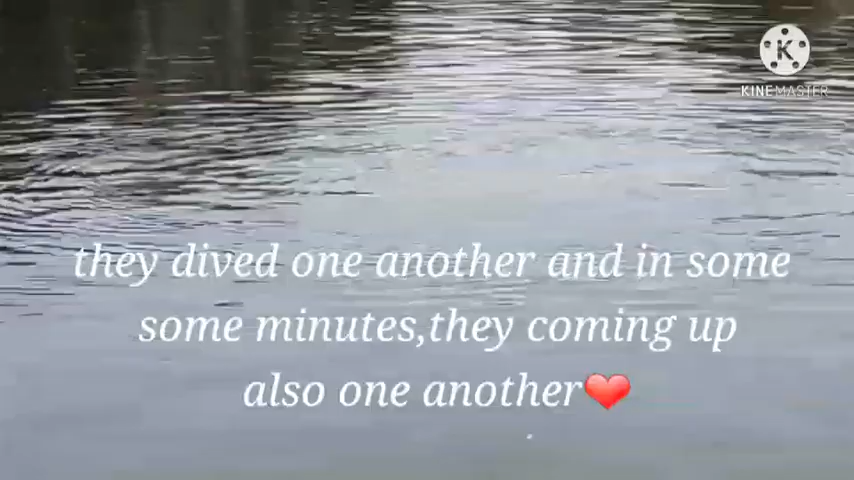 KINEMASTER
they dived one another and in some
some minutes,they coming up
also one another❤️